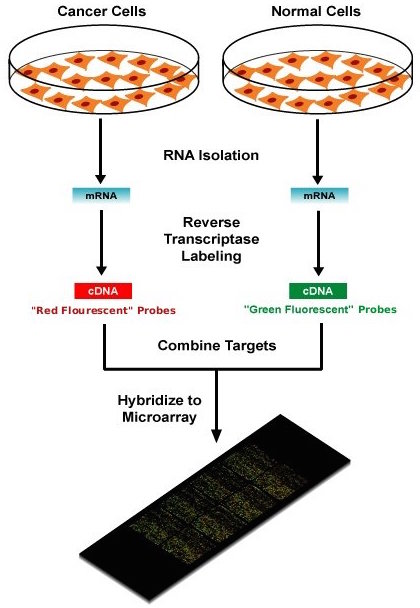 Cancer Cells
Normal Cells
RNA Isolation
mRNA
mRNA
Reverse
Transcriptase
Labeling
cDNA
cDNA
"Red Flourescent" Probes
"Green Fluorescent" Probes
Combine Targets
Hybridize to
Microarray